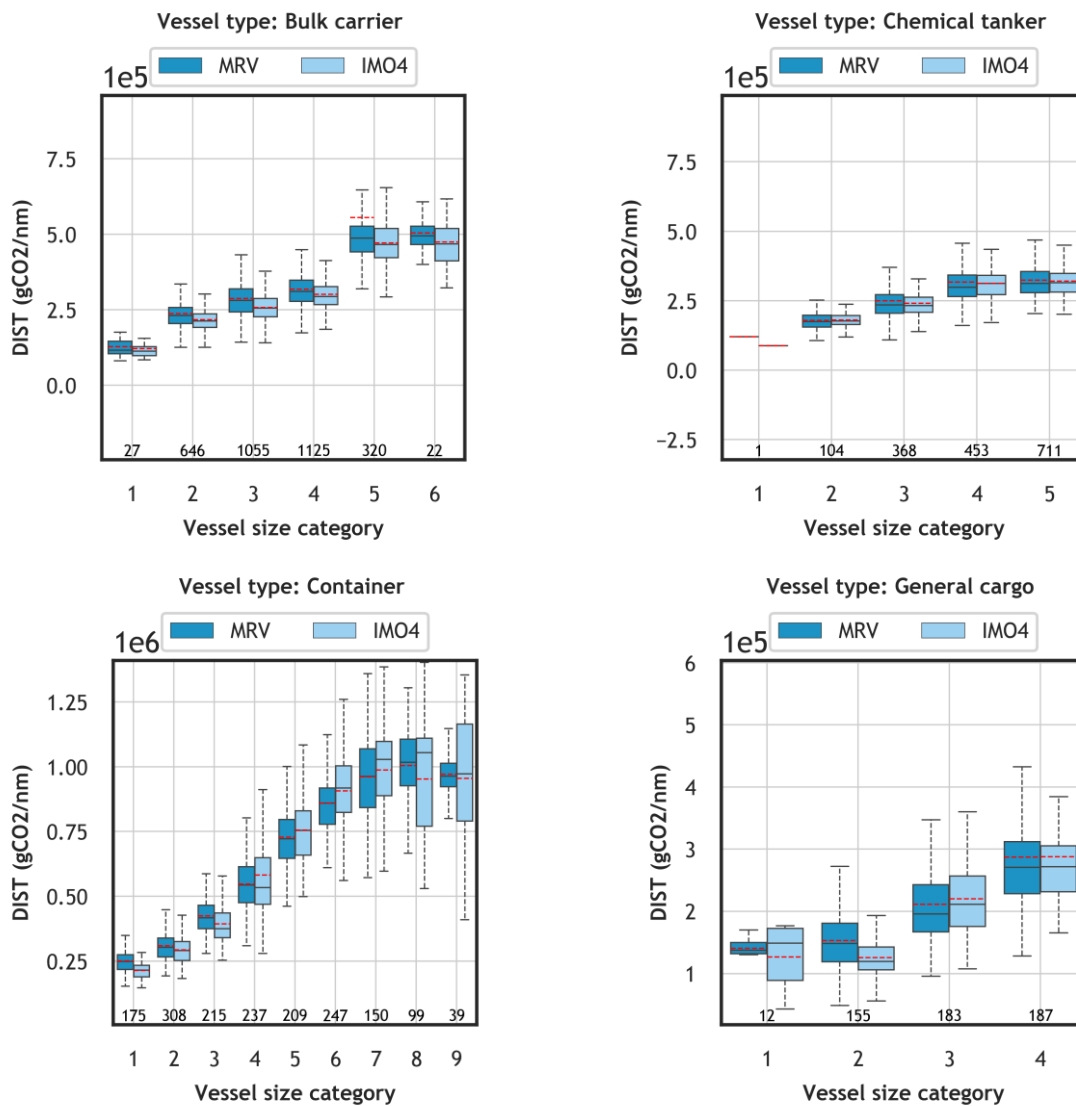 Vessel type: Bulk carrier
MRV IMO4
1e5
DIST (gCO2/nm)
7.5
5.0
2.5
0.0
27 646 1055 1125 320 22
1 2 3 4 5 6
Vessel size category
Vessel type: Chemical tanker
MRV IMO4
1e5
DIST (gCO2/nm)
7.5
5.0
2.5
0.0
−2.5
1 104 368 453 711
1 2 3 4 5
Vessel size category
Vessel type: Container
MRV IMO4
1e6
DIST (gCO2/nm)
1.25
1.00
0.75
0.50
0.25
175 308 215 237 209 247 150 99 39
1 2 3 4 5 6 7 8 9
Vessel size category
Vessel type: General cargo
MRV IMO4
1e5
DIST (gCO2/nm)
6
5
4
3
2
1
12 155 183 187
1 2 3 4
Vessel size category